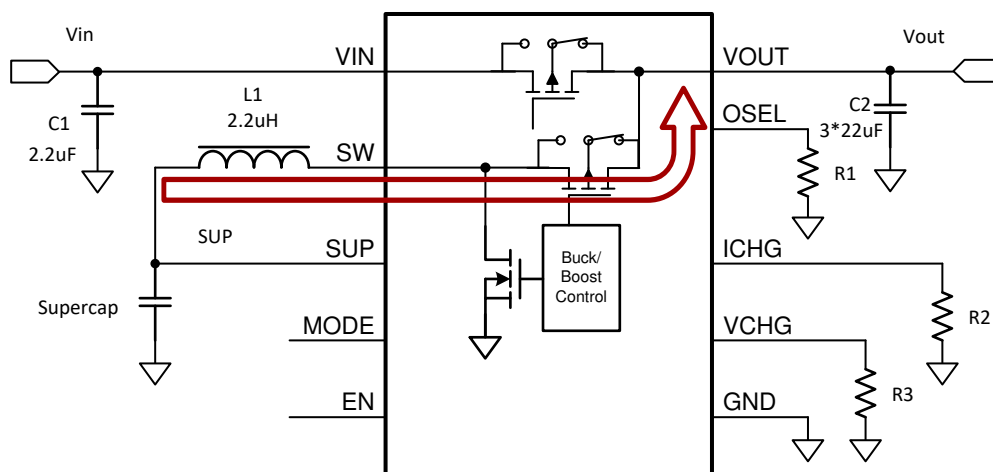 Vin
VIN
VOUT
Vout
C1
2.2uF
L1
2.2uH
SW
OSEL
C2
3*22uF
R1
SUP
SUP
Supercap
Buck/
Boost
Control
ICHG
R2
MODE
VCHG
R3
EN
GND